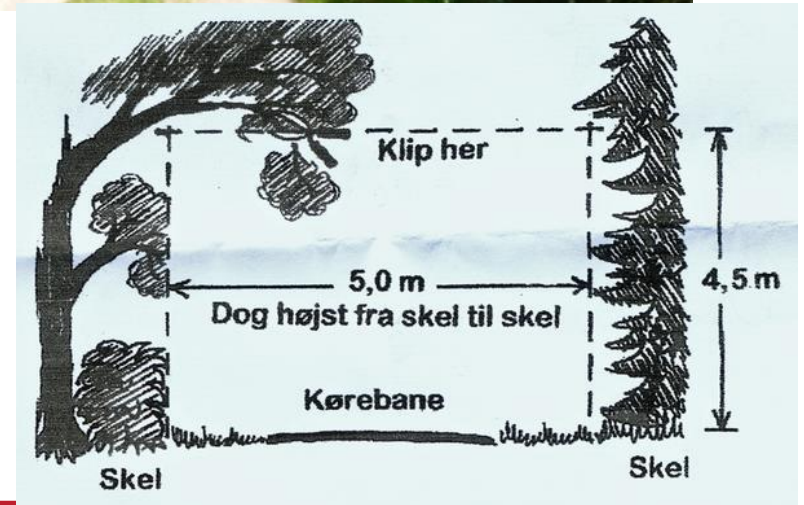 Klip her
5,0 m
4,5 m
Dog højst fra skel til skel
Kørebane
Skel
Skel